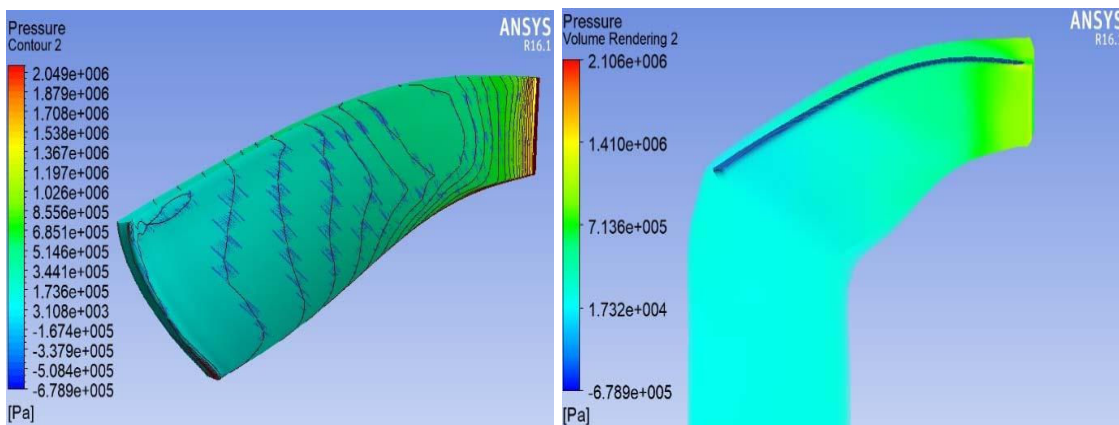 Pressure
Contour 2
ANSYS
R16.1
2.049e+006
1.879e+006
1.708e+006
1.538e+006
1.367e+006
1.197e+006
1.026e+006
8.556e+005
6.851e+005
5.146e+005
3.441e+005
1.736e+005
3.108e+003
-1.674e+005
-3.379e+005
-5.084e+005
-6.789e+005
[Pa]
Pressure
Volume Rendering 2
ANSYS
R16.1
2.106e+006
1.410e+006
7.136e+005
1.732e+004
-6.789e+005
[Pa]